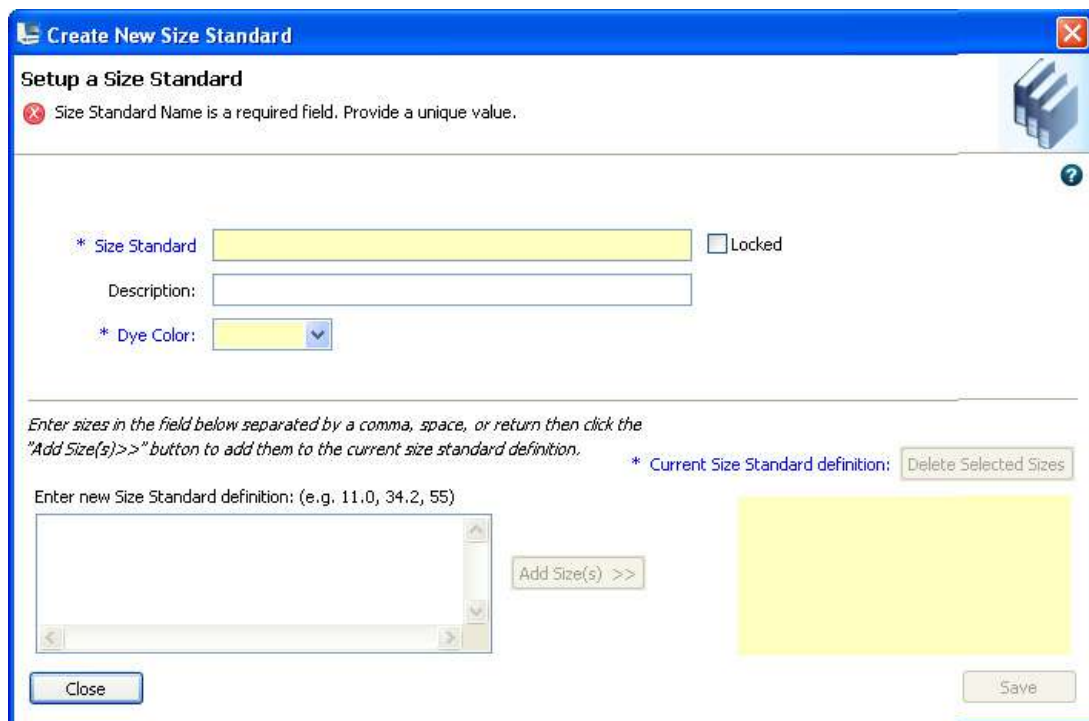 Create New Size Standard
Setup a Size Standard
Size Standard Name is a required field. Provide a unique value.
?
* Size Standard
Locked
Description:
* Dye Color:
Enter sizes in the field below separated by a comma, space, or return then click the
"Add Size(s)>>" button to add them to the current size standard definition.
* Current Size Standard definition:
Delete Selected Sizes
Enter new Size Standard definition: (e.g. 11.0, 34.2, 55)
Add Size(s) >>
Close
Save